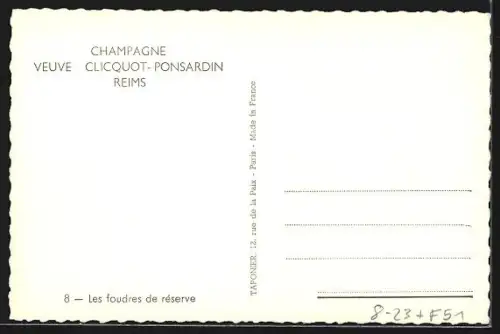 CHAMPAGNE
VEUVE CLICQUOT-PONSARDIN
REIMS
TAPONIER, 12, rue de la Paix - Paris - Made in France
8 — Les foudres de réserve
8-23+F51